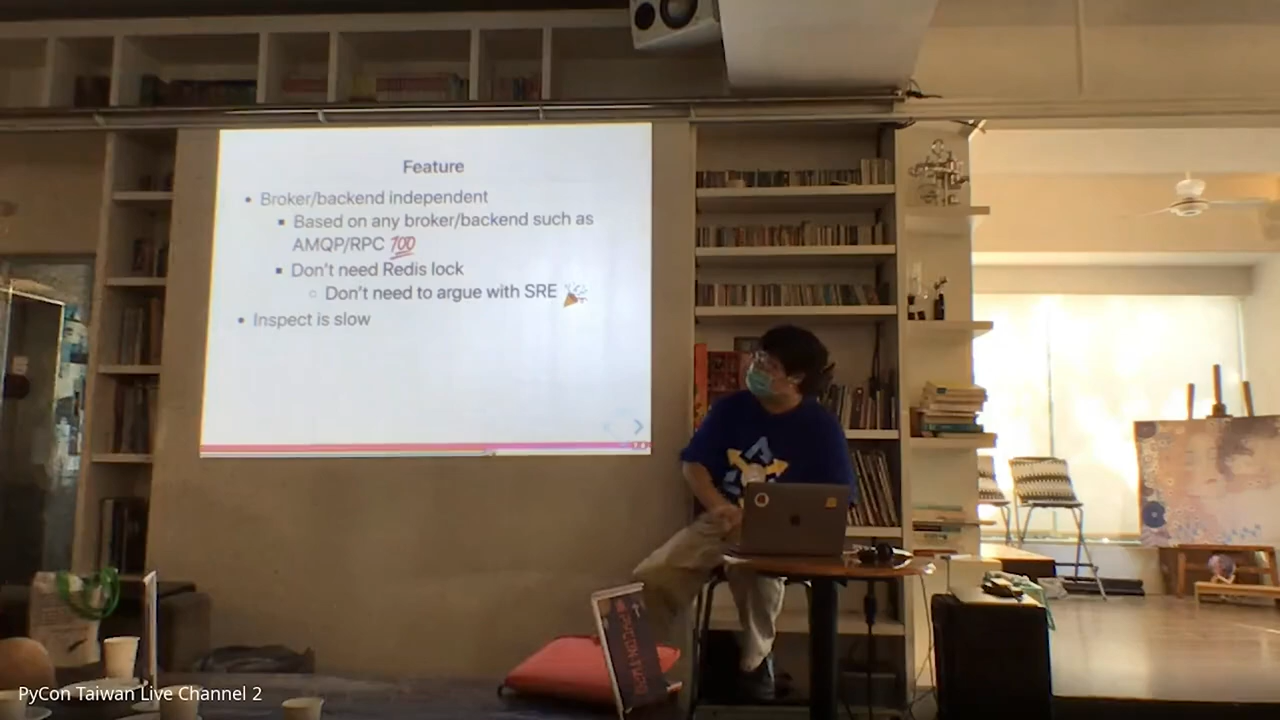 Feature
• Broker/backend independent
▪ Based on any broker/backend such as
AMQP/RPC 💯
▪ Don't need Redis lock
○ Don't need to argue with SRE 🎉
• Inspect is slow
PyCon Taiwan Live Channel 2